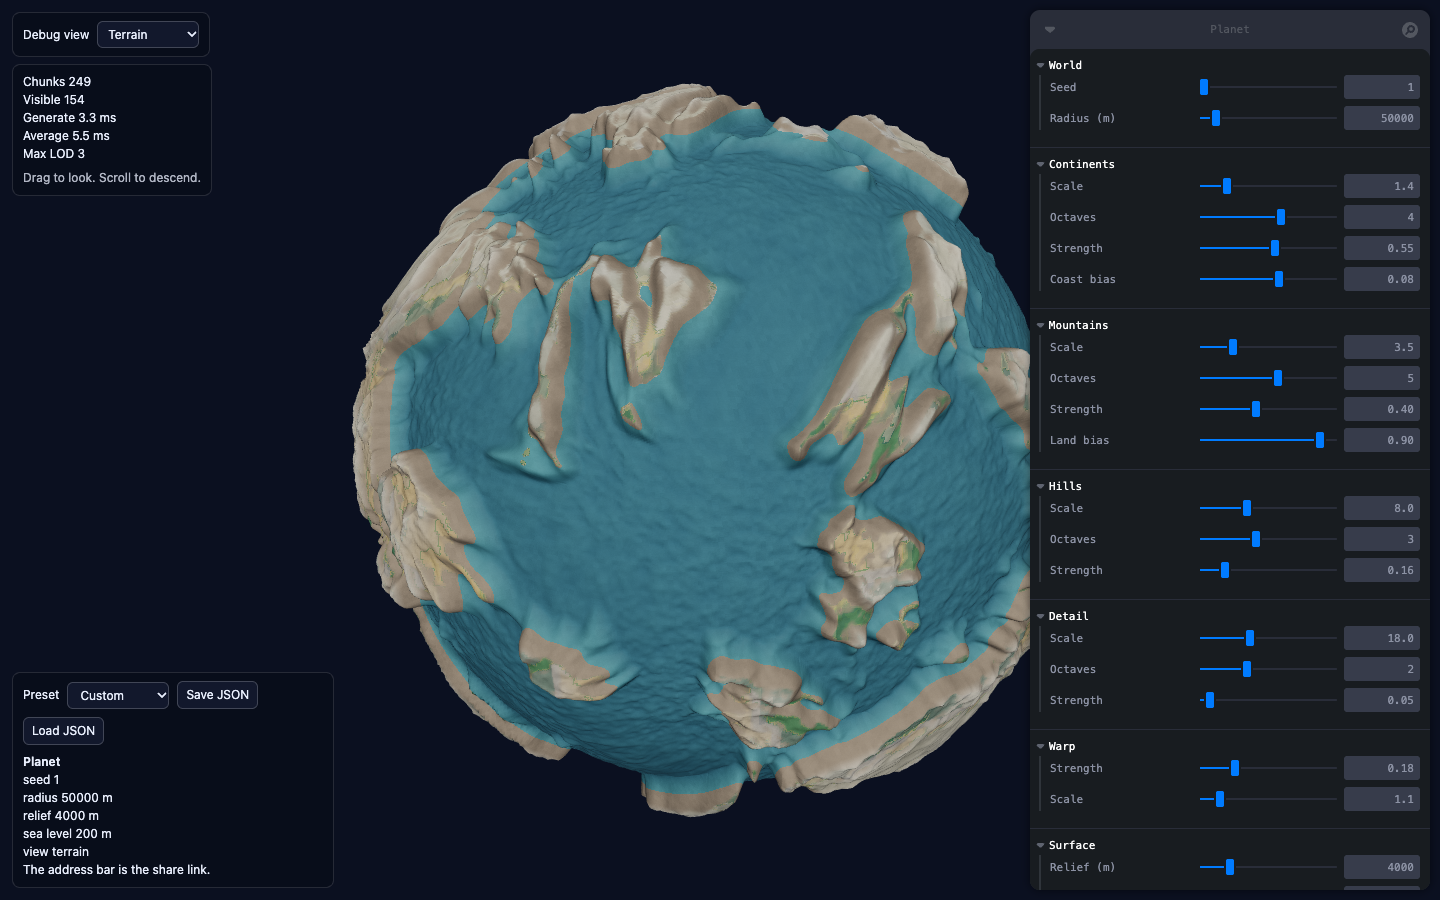 Debug view Terrain
Chunks 249
Visible 154
Generate 3.3 ms
Average 5.5 ms
Max LOD 3
Drag to look. Scroll to descend.
Preset Custom Save JSON
Load JSON
Planet
seed 1
radius 50000 m
relief 4000 m
sea level 200 m
view terrain
The address bar is the share link.
Planet
World
Seed 1
Radius (m) 50000
Continents
Scale 1.4
Octaves 4
Strength 0.55
Coast bias 0.08
Mountains
Scale 3.5
Octaves 5
Strength 0.40
Land bias 0.90
Hills
Scale 8.0
Octaves 3
Strength 0.16
Detail
Scale 18.0
Octaves 2
Strength 0.05
Warp
Strength 0.18
Scale 1.1
Surface
Relief (m) 4000